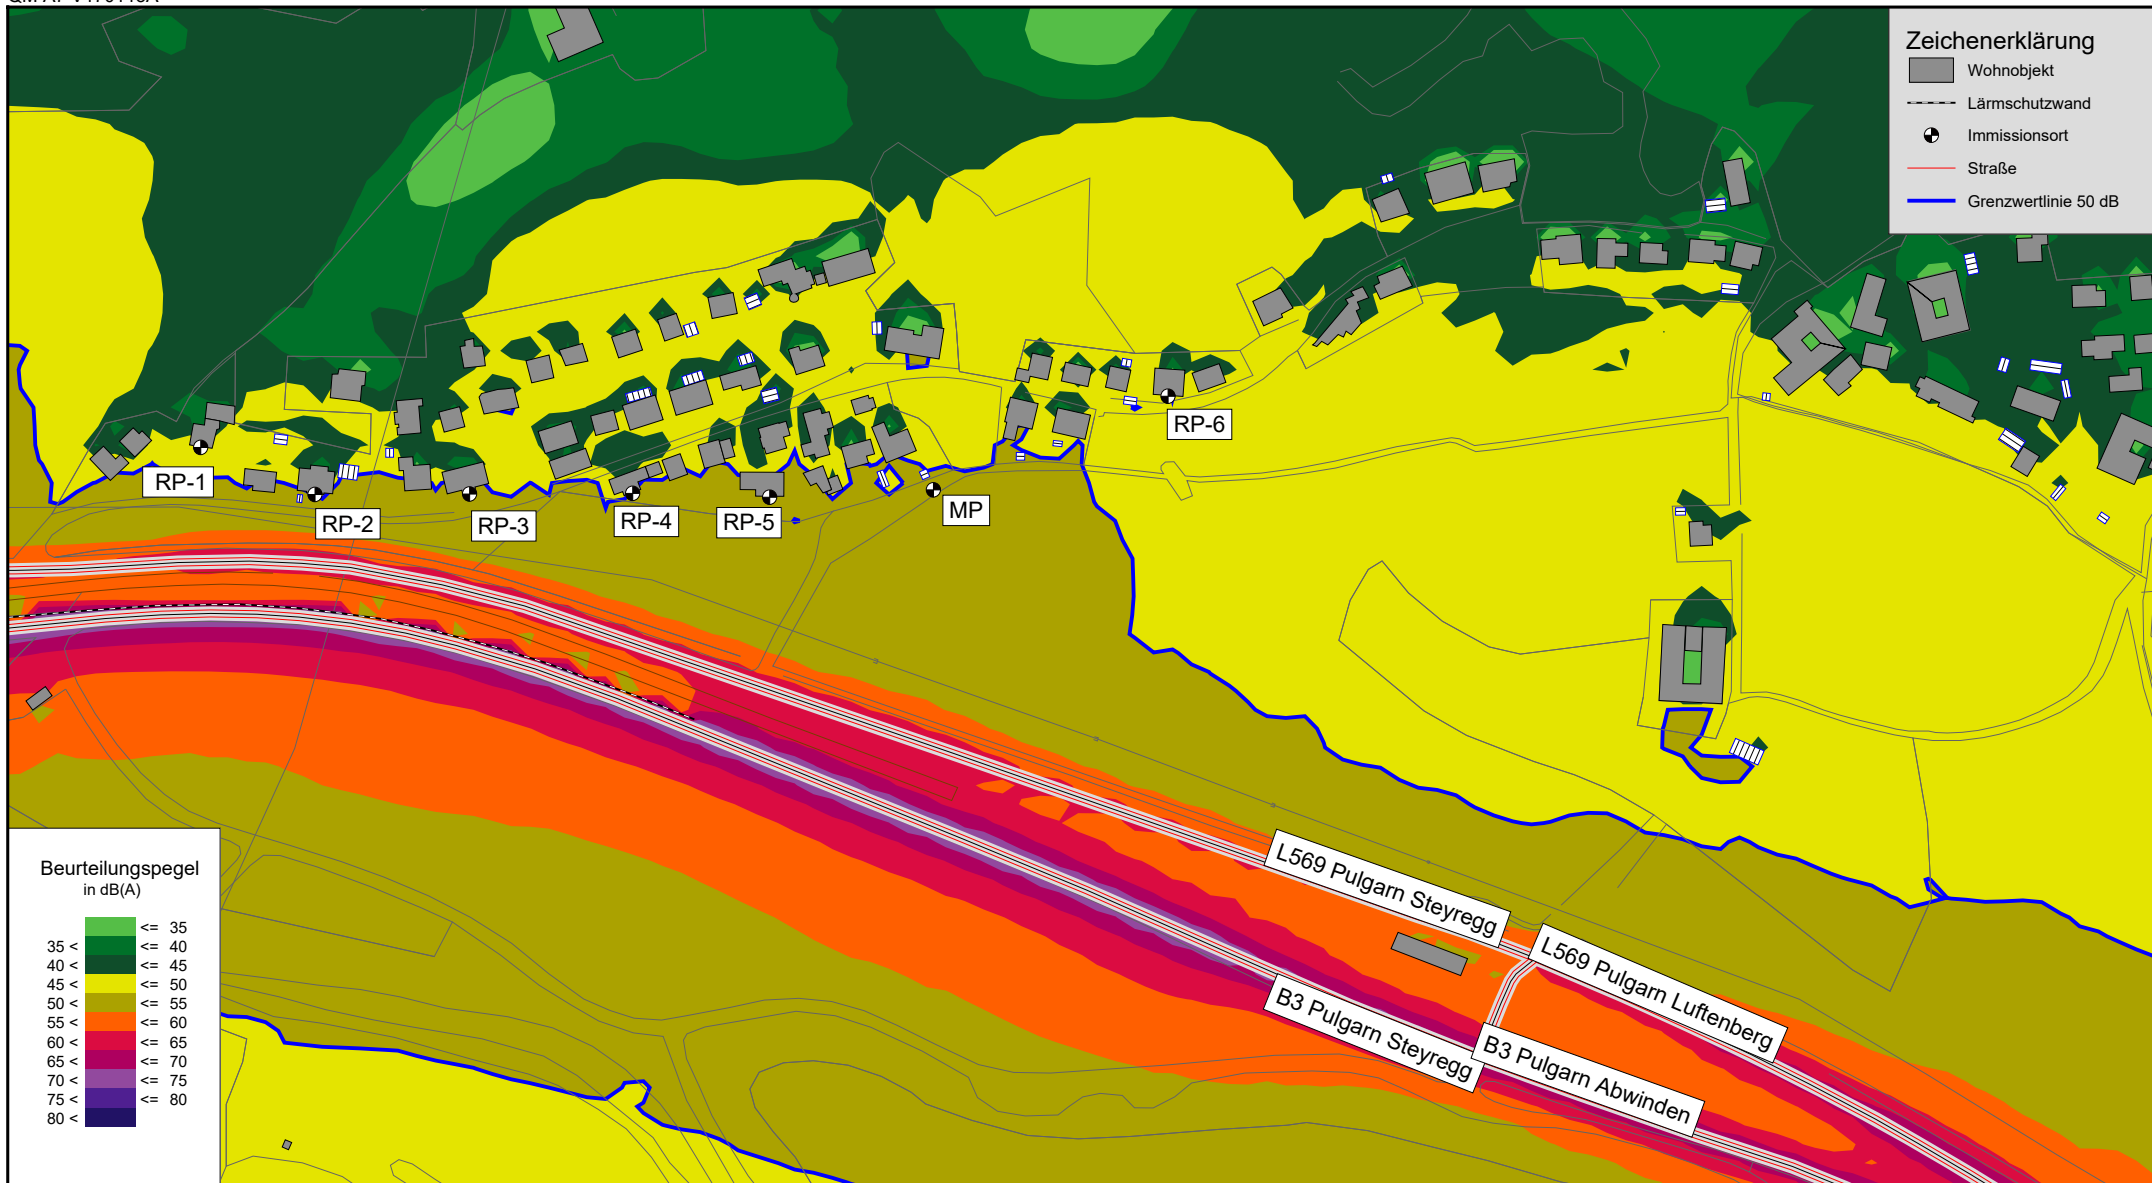 Zeichenerklärung
Wohnobjekt
Lärmschutzwand
Immissionsort
Straße
Grenzwertlinie 50 dB
RP-1
RP-2
RP-3
RP-4
RP-5
MP
RP-6
L569 Pulgarn Steyregg
L569 Pulgarn Luftenberg
B3 Pulgarn Steyregg
B3 Pulgarn Abwinden
Beurteilungspegel
in dB(A)
<= 35
35 < <= 40
40 < <= 45
45 < <= 50
50 < <= 55
55 < <= 60
60 < <= 65
65 < <= 70
70 < <= 75
75 < <= 80
80 <